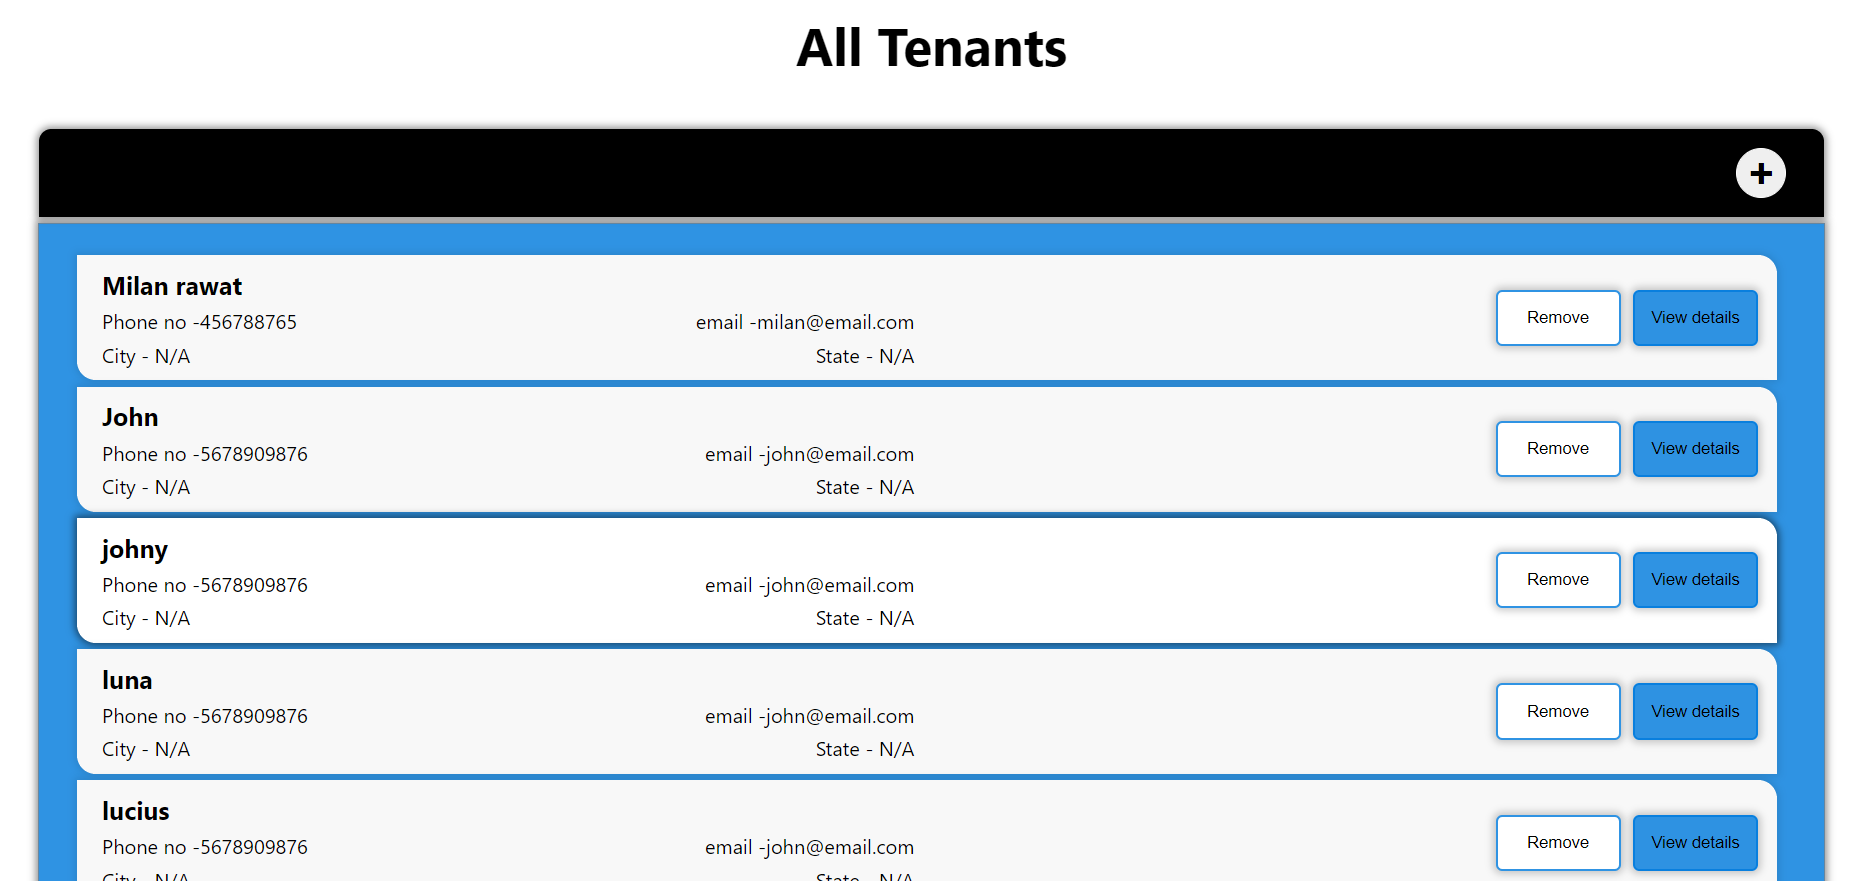 All Tenants
+
Milan rawat
Phone no -456788765 email -milan@email.com
City - N/A State - N/A
Remove View details
John
Phone no -5678909876 email -john@email.com
City - N/A State - N/A
Remove View details
johny
Phone no -5678909876 email -john@email.com
City - N/A State - N/A
Remove View details
luna
Phone no -5678909876 email -john@email.com
City - N/A State - N/A
Remove View details
lucius
Phone no -5678909876 email -john@email.com
City - N/A State - N/A
Remove View details